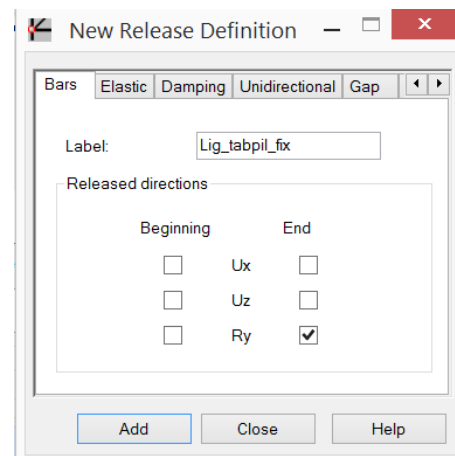 New Release Definition
Bars Elastic Damping Unidirectional Gap
Label: Lig_tabpil_fix
Released directions
Beginning End
Ux
Uz
Ry
Add Close Help